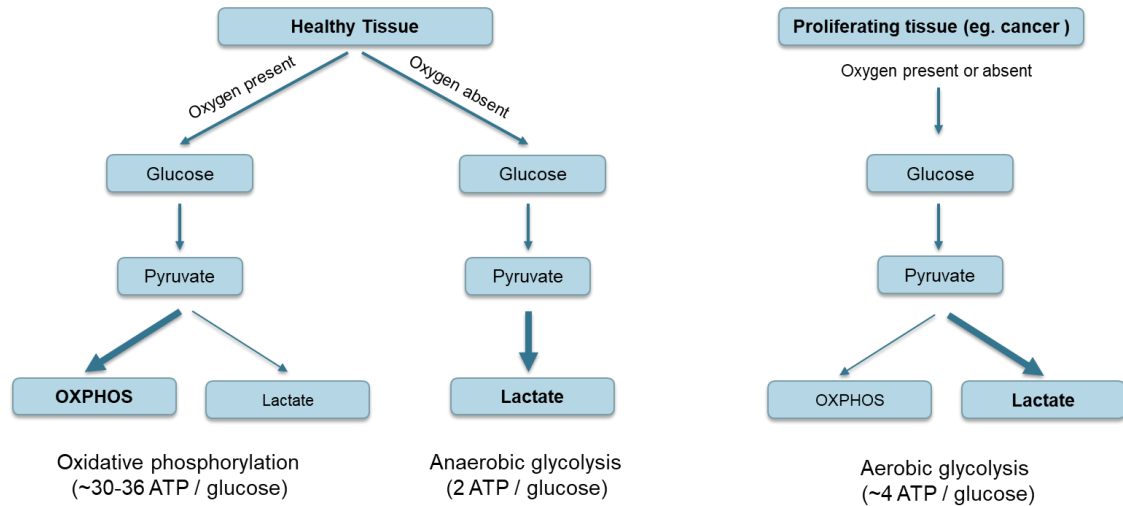 Healthy Tissue
Oxygen present
Oxygen absent
Glucose
Glucose
Pyruvate
Pyruvate
OXPHOS
Lactate
Lactate
Oxidative phosphorylation
(~30-36 ATP / glucose)
Anaerobic glycolysis
(2 ATP / glucose)
Proliferating tissue (eg. cancer )
Oxygen present or absent
Glucose
Pyruvate
OXPHOS
Lactate
Aerobic glycolysis
(~4 ATP / glucose)